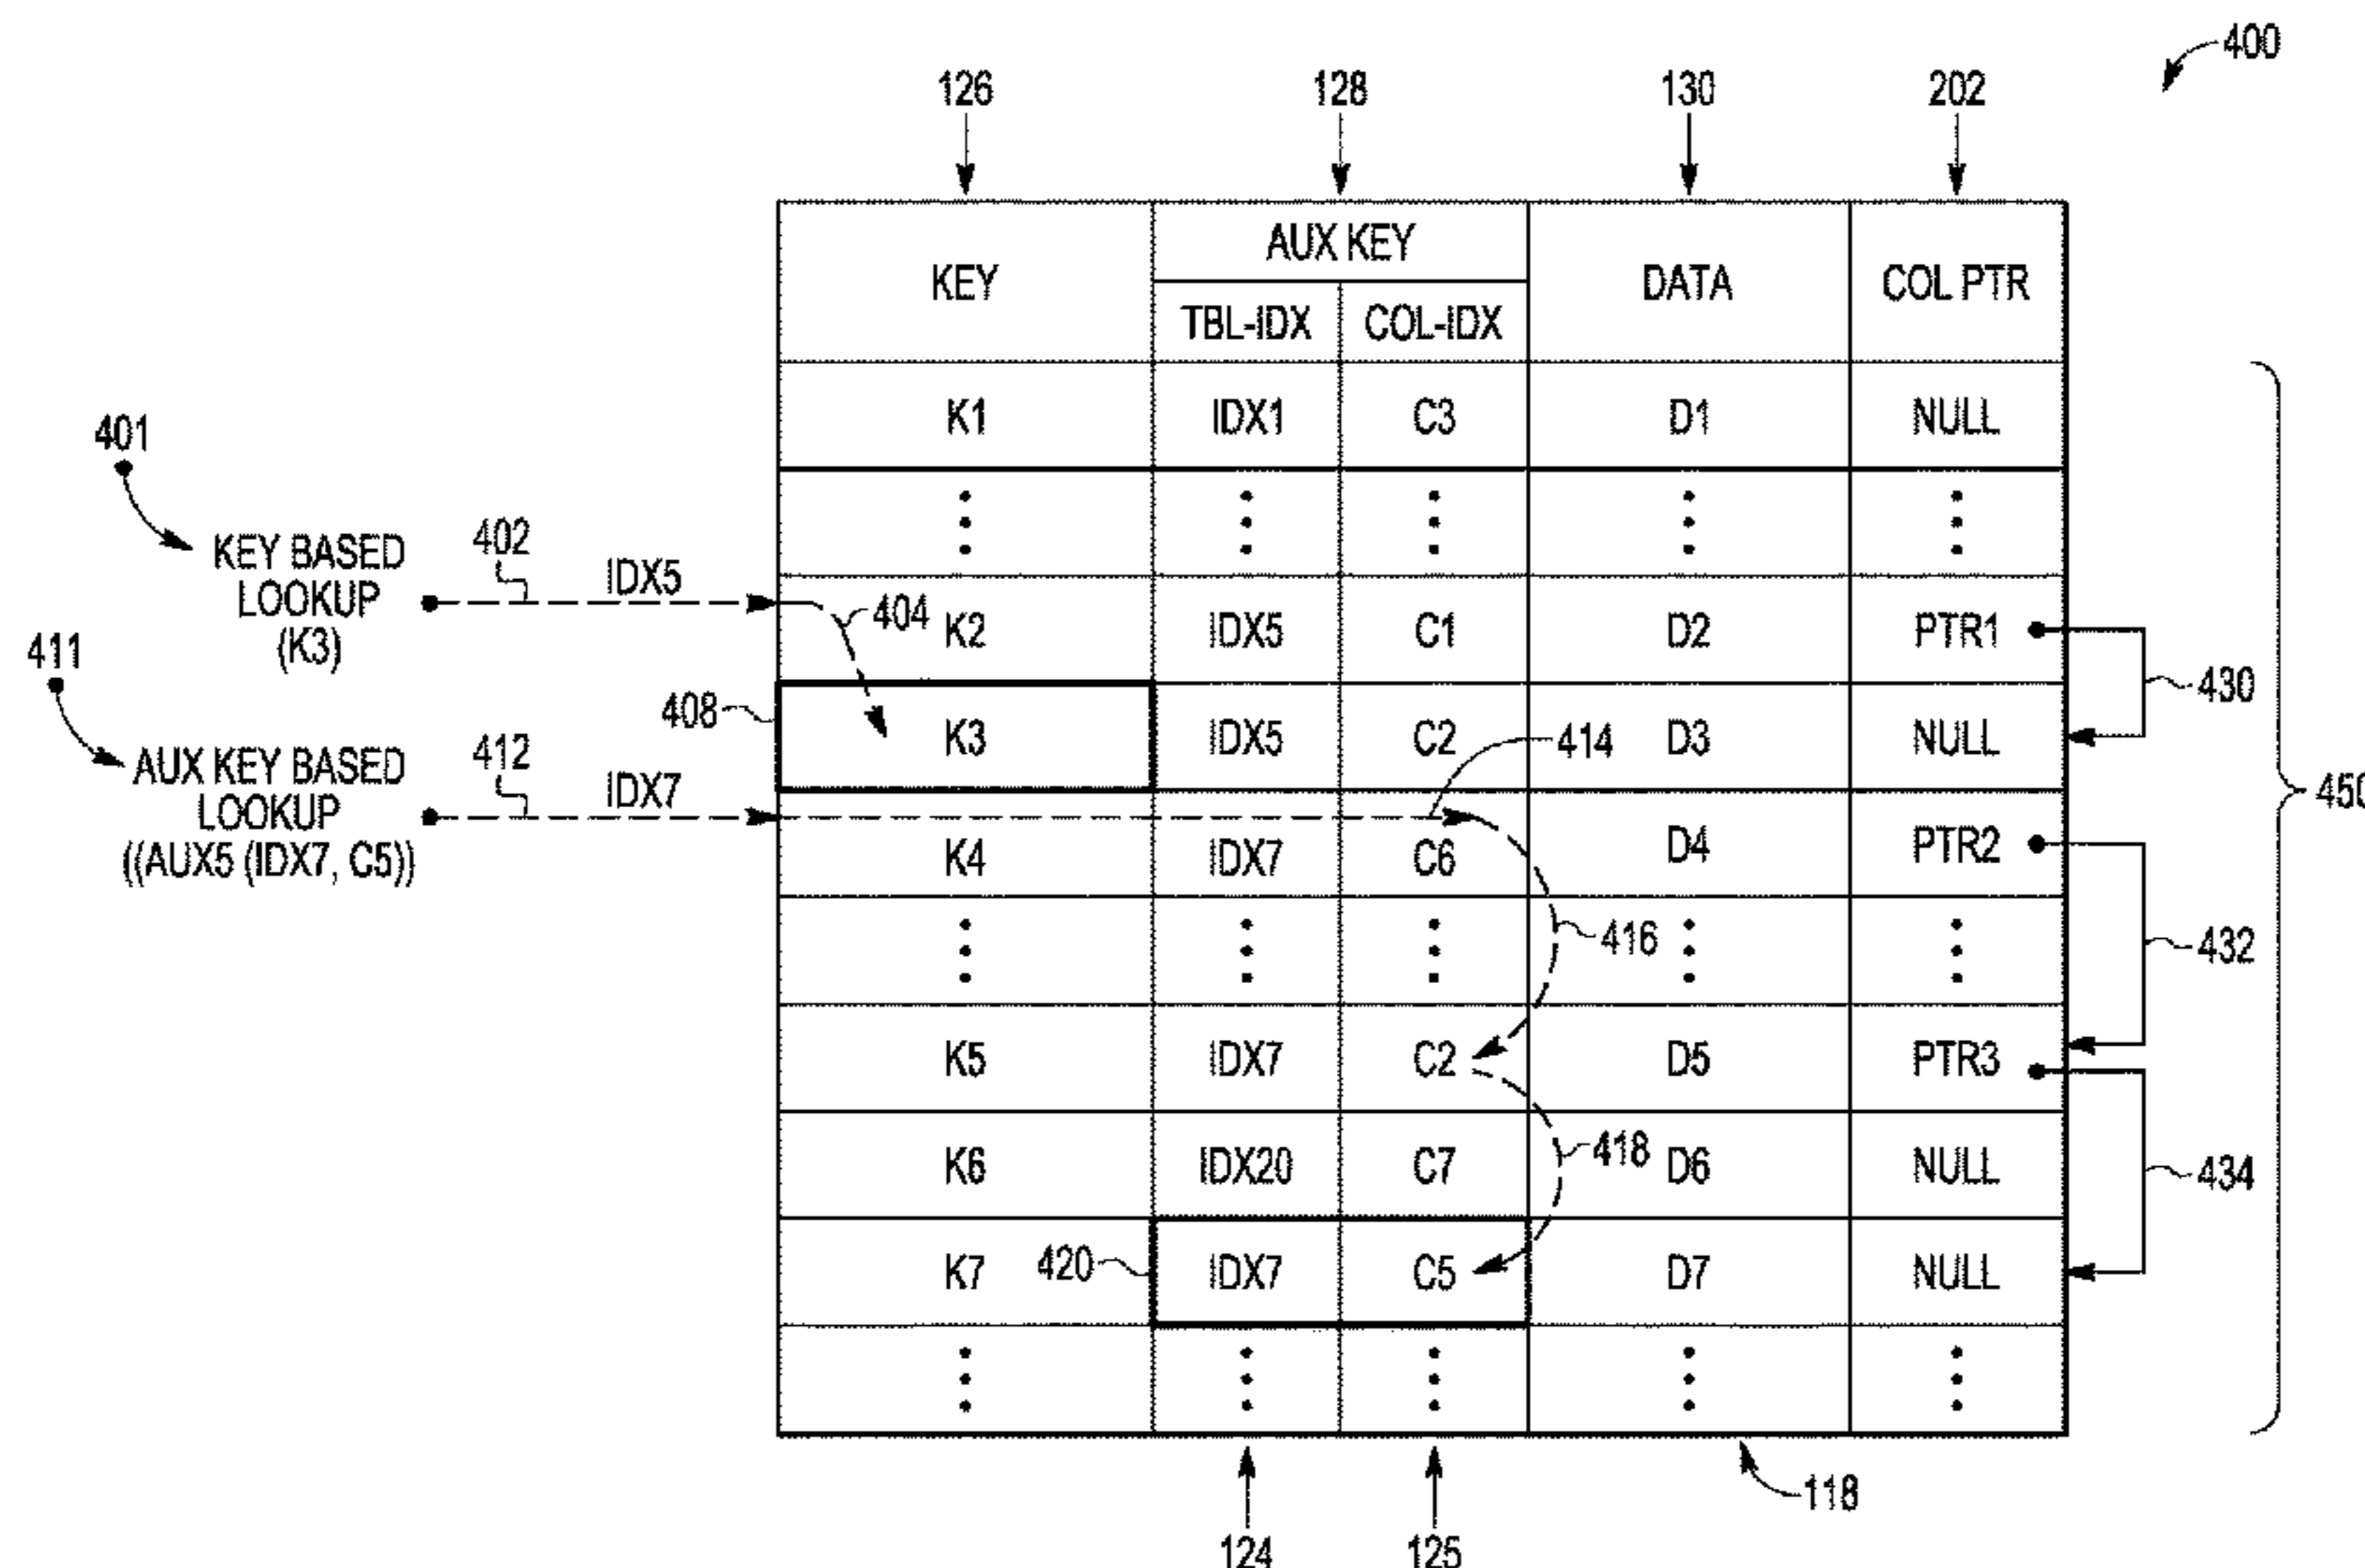 400
126 128 130 202
KEY AUX KEY DATA COL PTR
TBL-IDX COL-IDX
K1 IDX1 C3 D1 NULL
401
KEY BASED
LOOKUP
(K3)
402 IDX5
404
K2 IDX5 C1 D2 PTR1
430
411
408
K3 IDX5 C2 D3 NULL
414
AUX KEY BASED
LOOKUP
((AUX5 (IDX7, C5))
412 IDX7
450
K4 IDX7 C6 D4 PTR2
416
432
K5 IDX7 C2 D5 PTR3
418
K6 IDX20 C7 D6 NULL
434
420
K7 IDX7 C5 D7 NULL
118
124 125